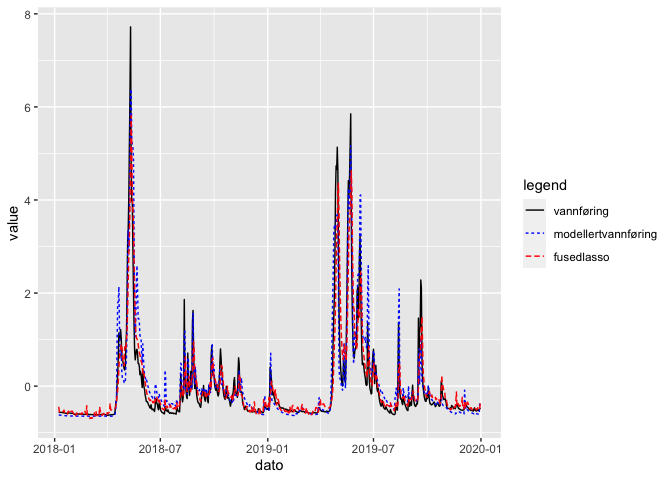 8
6
4
2
0
value
2018-01
2018-07
2019-01
2019-07
2020-01
dato
legend
vannføring
modellertvannføring
fusedlasso